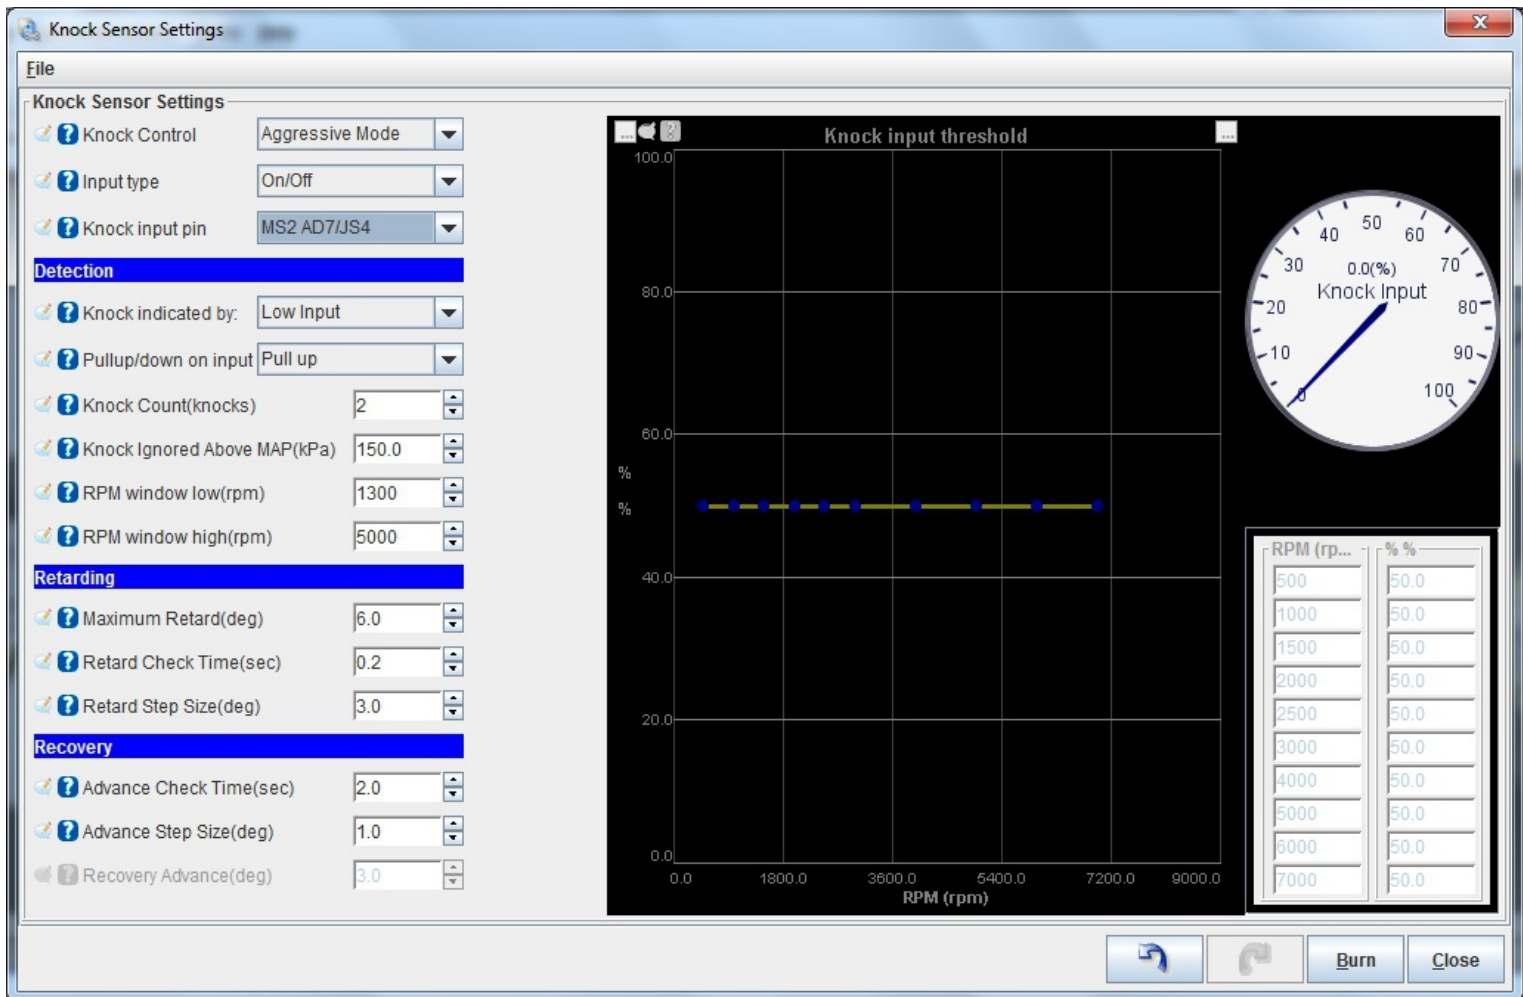 Knock Sensor Settings
File
Knock Sensor Settings
Knock Control Aggressive Mode
Input type On/Off
Knock input pin MS2 AD7/JS4
Detection
Knock indicated by: Low Input
Pullup/down on input Pull up
Knock Count(knocks) 2
Knock Ignored Above MAP(kPa) 150.0
RPM window low(rpm) 1300
RPM window high(rpm) 5000
Retarding
Maximum Retard(deg) 6.0
Retard Check Time(sec) 0.2
Retard Step Size(deg) 3.0
Recovery
Advance Check Time(sec) 2.0
Advance Step Size(deg) 1.0
Recovery Advance(deg) 3.0
... ? Knock input threshold ...
100.0
80.0
60.0
%
%
40.0
20.0
0.0
0.0 1800.0 3600.0 5400.0 7200.0 9000.0
RPM (rpm)
0 10 20 30 40 50 60 70 80 90 100
0.0(%)
Knock Input
RPM (rp... % %
500 50.0
1000 50.0
1500 50.0
2000 50.0
2500 50.0
3000 50.0
4000 50.0
5000 50.0
6000 50.0
7000 50.0
Burn Close